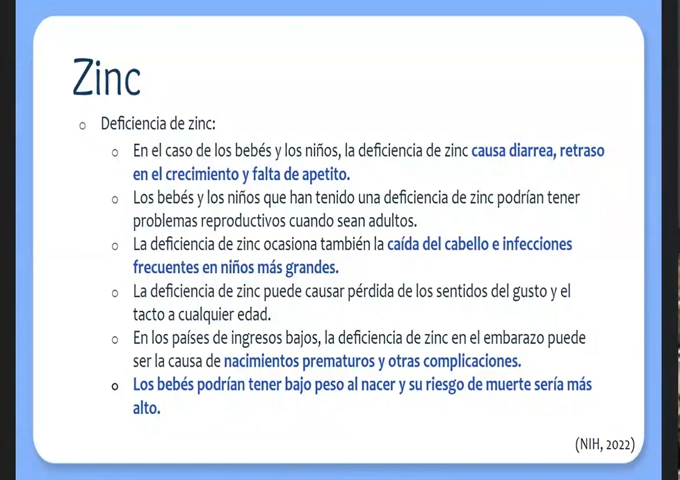 Zinc
○ Deficiencia de zinc:
○ En el caso de los bebés y los niños, la deficiencia de zinc causa diarrea, retraso
en el crecimiento y falta de apetito.
○ Los bebés y los niños que han tenido una deficiencia de zinc podrían tener
problemas reproductivos cuando sean adultos.
○ La deficiencia de zinc ocasiona también la caída del cabello e infecciones
frecuentes en niños más grandes.
○ La deficiencia de zinc puede causar pérdida de los sentidos del gusto y el
tacto a cualquier edad.
○ En los países de ingresos bajos, la deficiencia de zinc en el embarazo puede
ser la causa de nacimientos prematuros y otras complicaciones.
○ Los bebés podrían tener bajo peso al nacer y su riesgo de muerte sería más
alto.
(NIH, 2022)